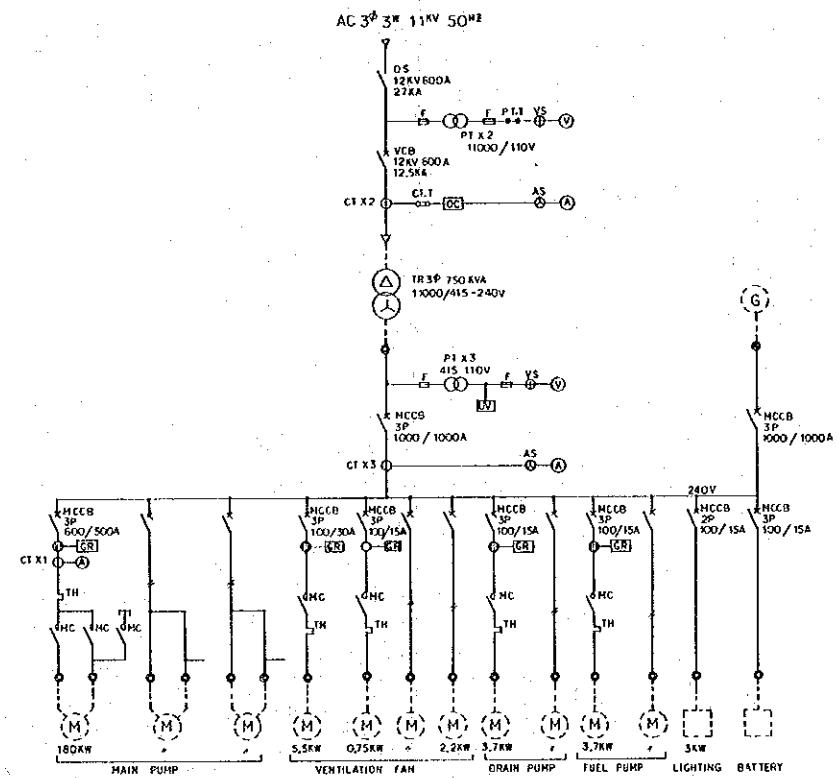 AC 3Φ 3W 11KV 50HZ
DS
12KV 600A
27KA
F
F
PT.T
VS
V
PT X 2
11000 / 110V
VCB
12KV 600A
12.5KA
CT X2
CT.T
OC
AS
A
TR 3Φ 750 KVA
11000/415-240V
G
PT X 3
415 110V
F
F
VS
V
UV
MCCB
3P
1000 / 1000A
MCCB
3P
1000 / 1000A
CT X3
AS
A
240V
MCCB
3P
600/500A
GR
CT X1
A
TH
MC
MC
MC
MCCB
3P
100/30A
GR
MC
TH
MCCB
3P
100/15A
GR
MC
TH
MCCB
3P
100/15A
GR
MC
TH
MCCB
3P
100/15A
GR
MC
TH
MCCB
2P
100/15A
MCCB
3P
100/15A
M M M M M M M M M M M
180KW 〃 〃 5,5KW 0,75KW 〃 2,2KW 3,7KW 〃 3,7KW 〃 3KW
MAIN PUMP VENTILATION FAN DRAIN PUMP FUEL PUMP LIGHTING BATTERY